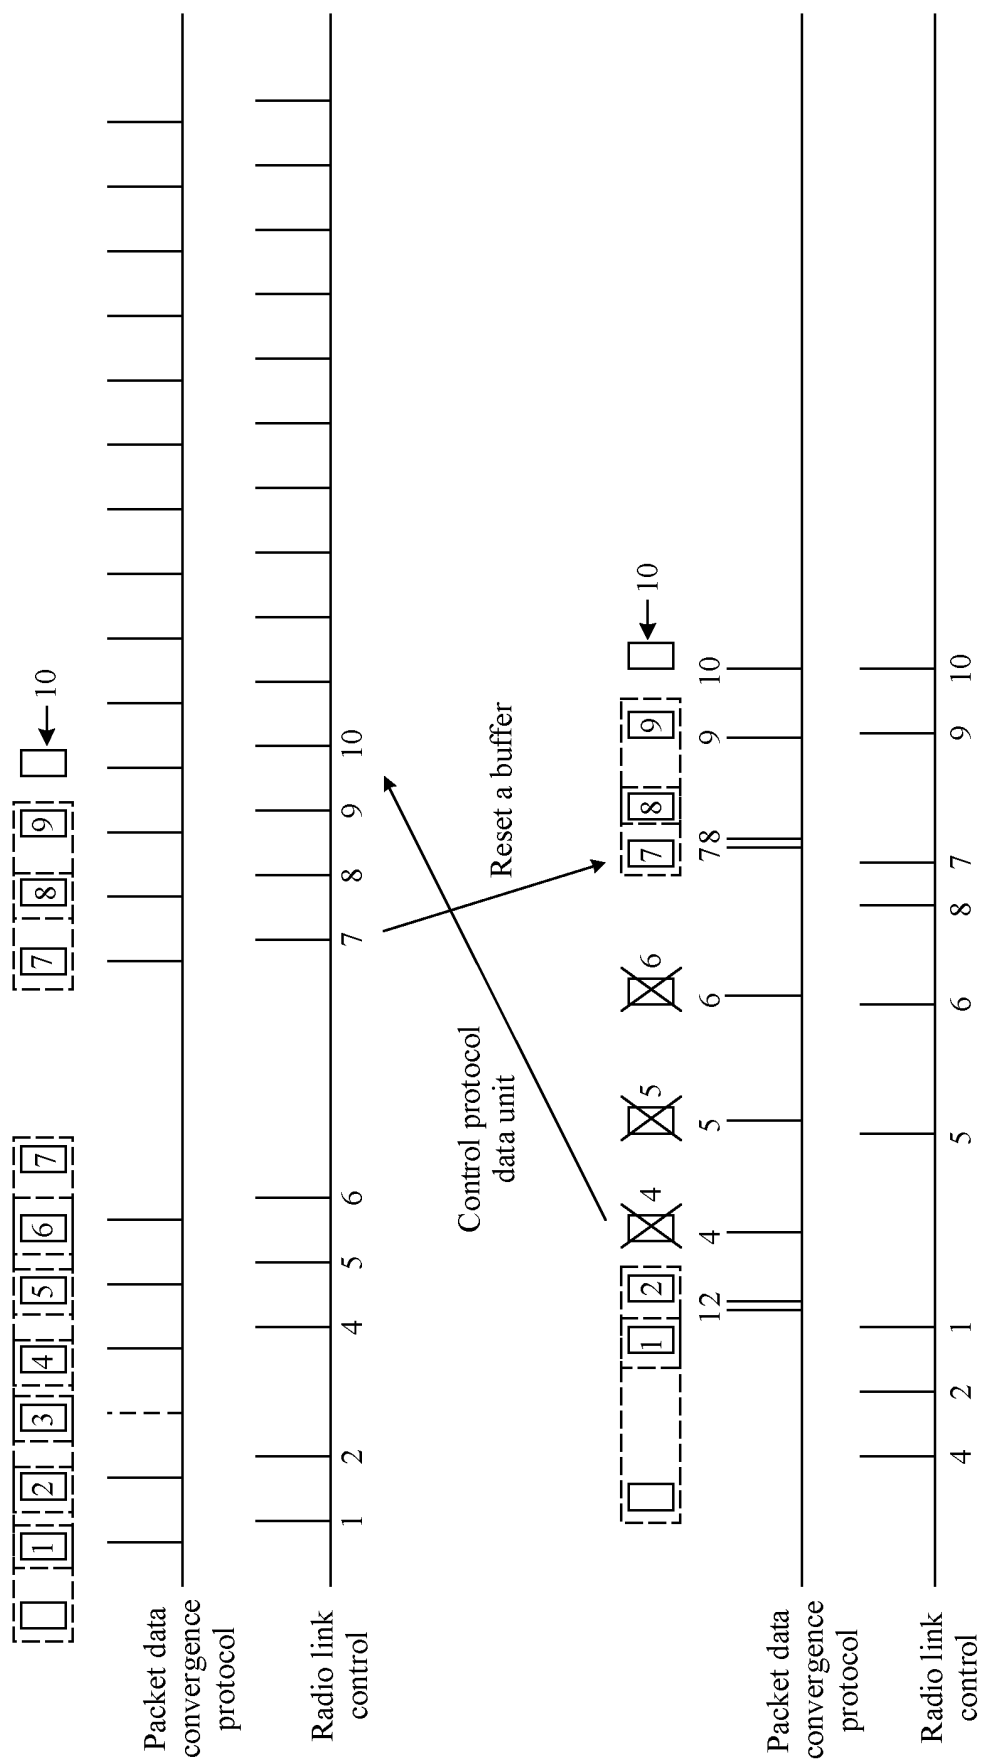 1 2 3 4 5 6 7 7 8 9 10
Packet data
convergence
protocol
Radio link
control
1 2 4 5 6 7 8 9 10
Control protocol
data unit
Reset a buffer
1 2 4 5 6 7 8 9 10
12 4 5 6 78 9 10
Packet data
convergence
protocol
Radio link
control
4 2 1 5 6 8 7 9 10